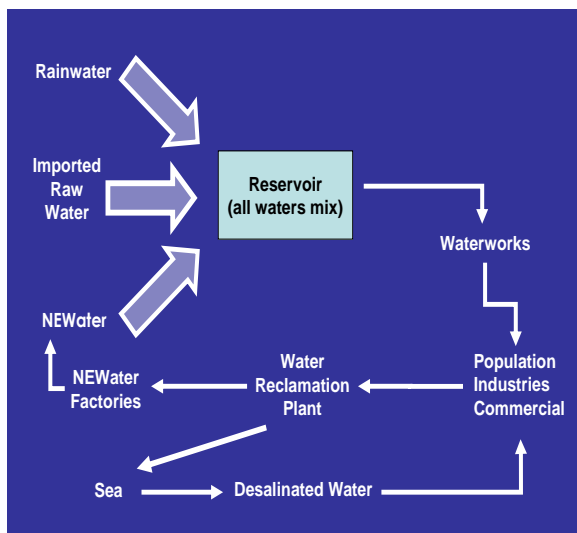 Rainwater
Imported
Raw
Water
Reservoir
(all waters mix)
Waterworks
NEWater
NEWater
Factories
Water
Reclamation
Plant
Population
Industries
Commercial
Sea
Desalinated Water